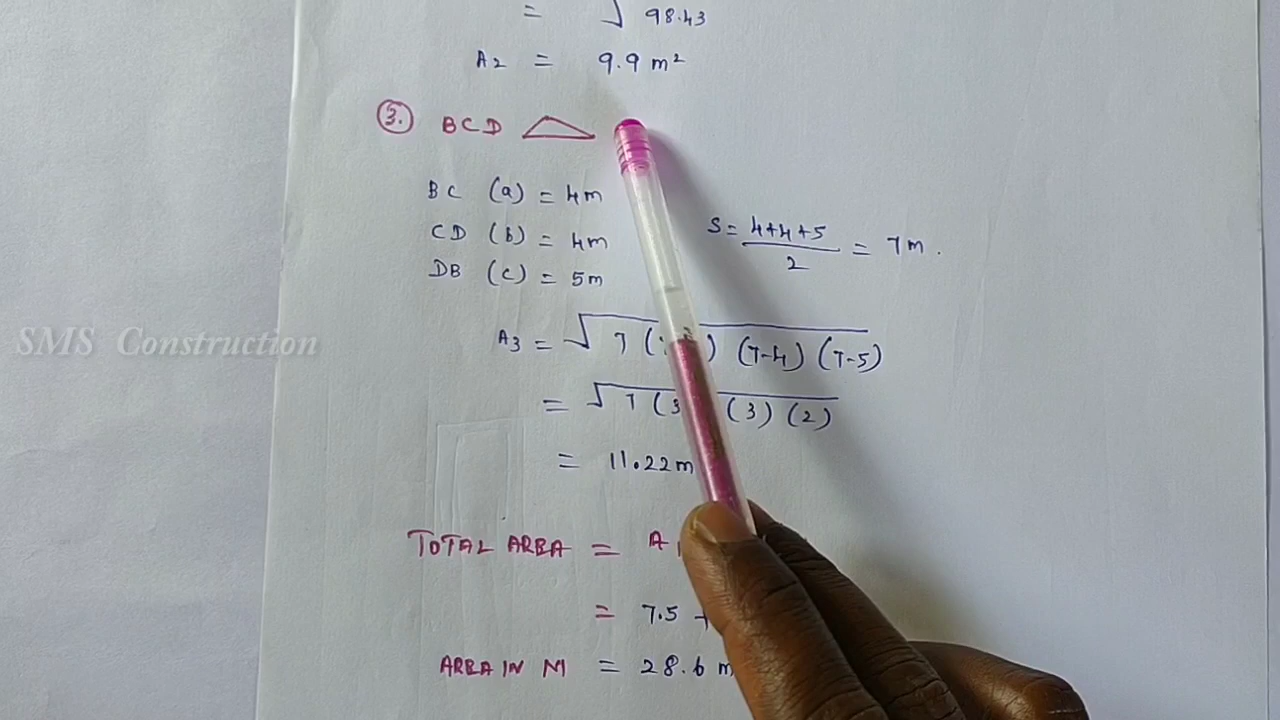 = √98.43
A2 = 9.9 m²
3. BCD
BC (a) = 4m
CD (b) = 4m
S = 4+4+5 / 2 = 7m.
DB (c) = 5m
SMS Construction
A3 = √7 ( ) (7-4) (7-5)
= √7 (3 (3) (2)
= 11.22m
TOTAL AREA = A1
= 7.5 +
AREA IN M = 28.6 m